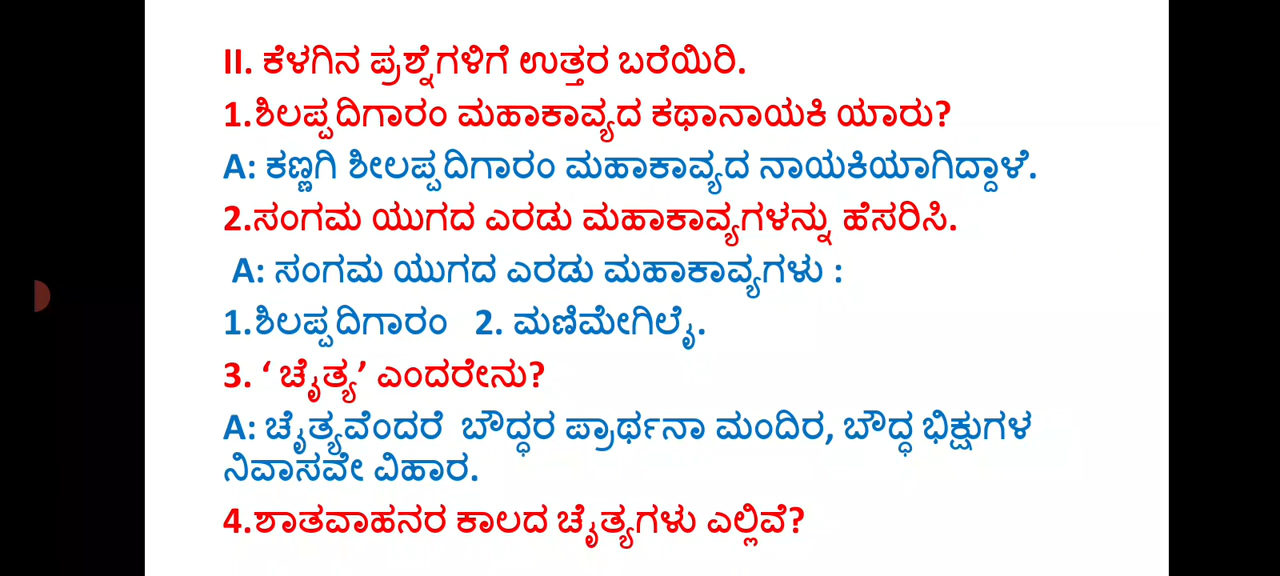 II. ಕೆಳಗಿನ ಪ್ರಶ್ನೆಗಳಿಗೆ ಉತ್ತರ ಬರೆಯಿರಿ.
1.ಶಿಲಪ್ಪದಿಗಾರಂ ಮಹಾಕಾವ್ಯದ ಕಥಾನಾಯಕಿ ಯಾರು?
A: ಕಣ್ಣಗಿ ಶೀಲಪ್ಪದಿಗಾರಂ ಮಹಾಕಾವ್ಯದ ನಾಯಕಿಯಾಗಿದ್ದಾಳೆ.
2.ಸಂಗಮ ಯುಗದ ಎರಡು ಮಹಾಕಾವ್ಯಗಳನ್ನು ಹೆಸರಿಸಿ.
A: ಸಂಗಮ ಯುಗದ ಎರಡು ಮಹಾಕಾವ್ಯಗಳು :
1.ಶಿಲಪ್ಪದಿಗಾರಂ 2. ಮಣಿಮೇಗಿಲೈ.
3. ‘ ಚೈತ್ಯ’ ಎಂದರೇನು?
A: ಚೈತ್ಯವೆಂದರೆ ಬೌದ್ಧರ ಪ್ರಾರ್ಥನಾ ಮಂದಿರ, ಬೌದ್ಧ ಭಿಕ್ಷುಗಳ
ನಿವಾಸವೇ ವಿಹಾರ.
4.ಶಾತವಾಹನರ ಕಾಲದ ಚೈತ್ಯಗಳು ಎಲ್ಲಿವೆ?